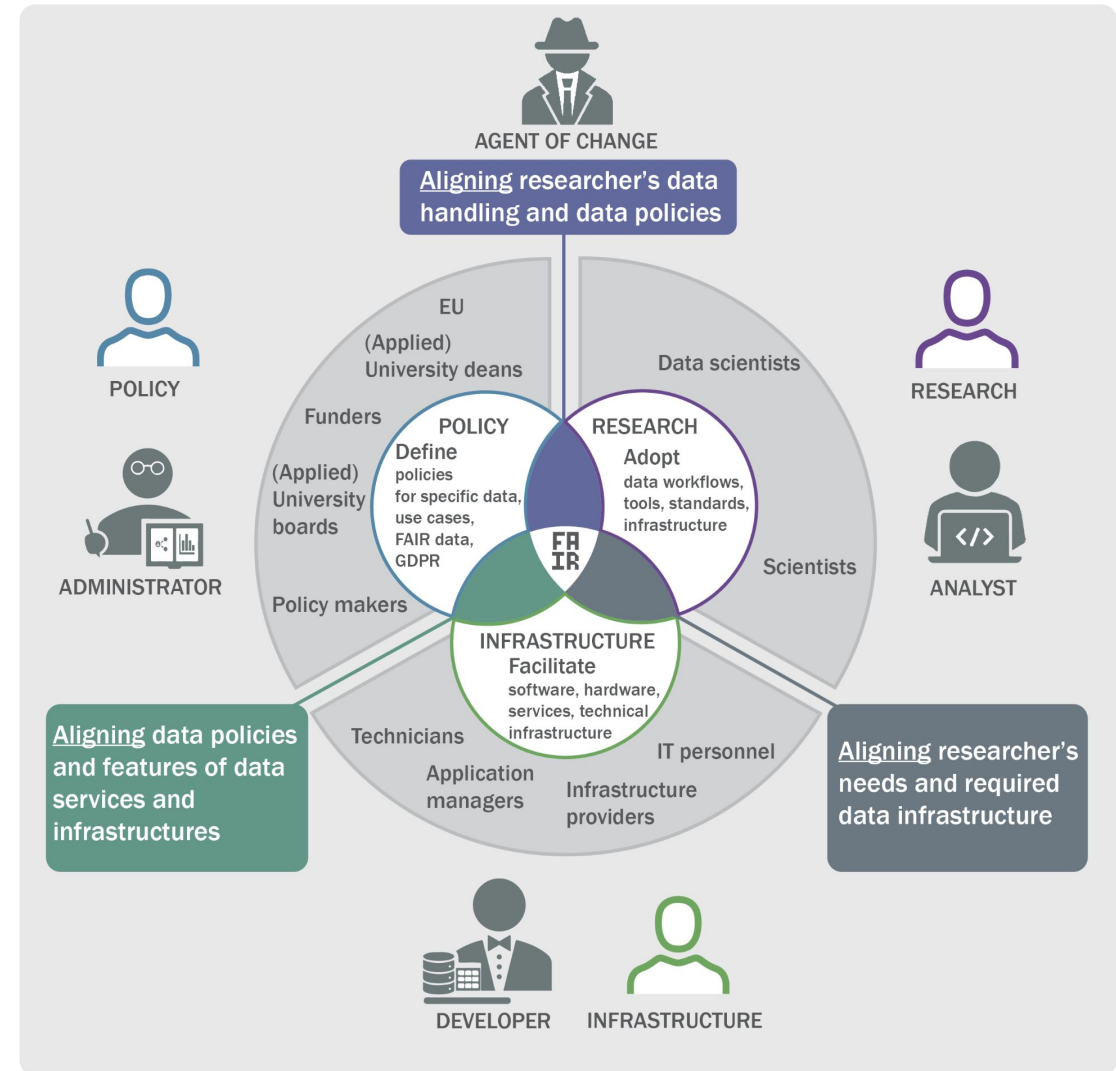 AGENT OF CHANGE
Aligning researcher's data
handling and data policies
POLICY
ADMINISTRATOR
RESEARCH
</>
ANALYST
EU
(Applied)
University deans
Funders
(Applied)
University
boards
Policy makers
Data scientists
Scientists
POLICY
Define
policies
for specific data,
use cases,
FAIR data,
GDPR
RESEARCH
Adopt
data workflows,
tools, standards,
infrastructure
FA
IR
INFRASTRUCTURE
Facilitate
software, hardware,
services, technical
infrastructure
Technicians
Application
managers
Infrastructure
providers
IT personnel
Aligning data policies
and features of data
services and
infrastructures
Aligning researcher's
needs and required
data infrastructure
DEVELOPER
INFRASTRUCTURE